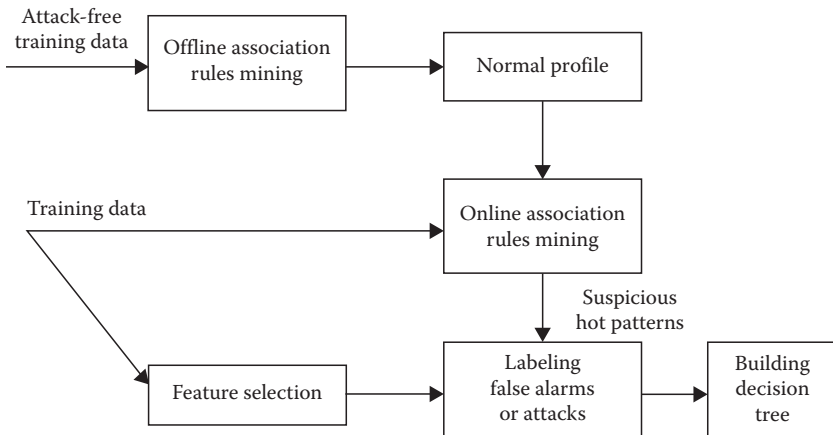 Attack-free
training data
Offline association
rules mining
Normal profile
Training data
Online association
rules mining
Suspicious
hot patterns
Feature selection
Labeling
false alarms
or attacks
Building
decision
tree